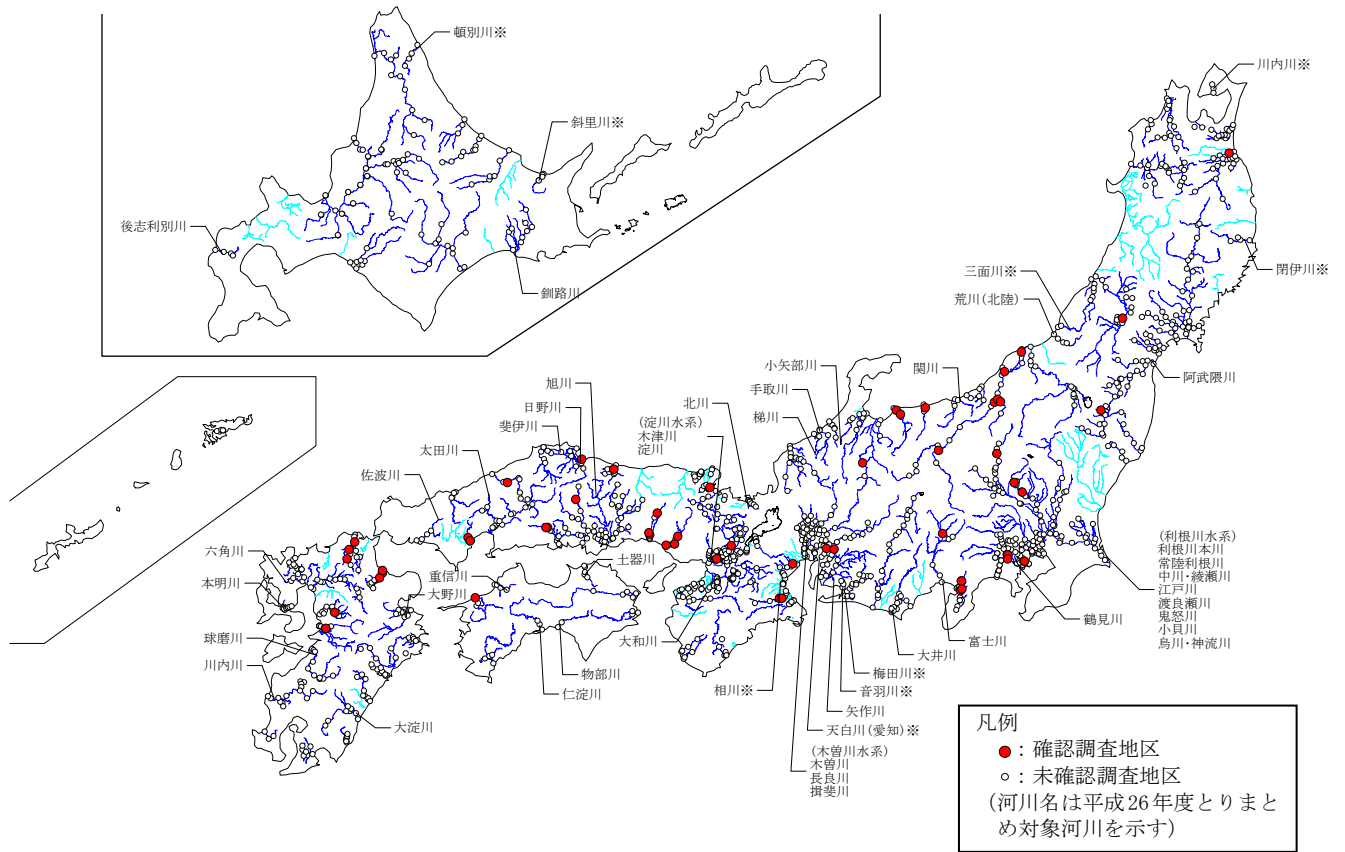 頓別川※
斜里川※
後志利別川
釧路川
川内川※
閉伊川※
三面川※
荒川(北陸)
阿武隈川
小矢部川
手取川
梯川
関川
旭川
日野川
斐伊川
太田川
佐波川
北川
(淀川水系)
木津川
淀川
六角川
本明川
球磨川
川内川
大野川
重信川
土器川
大和川
物部川
仁淀川
大淀川
相川※
(木曽川水系)
木曽川
長良川
揖斐川
天白川(愛知)※
矢作川
音羽川※
梅田川※
大井川
富士川
鶴見川
(利根川水系)
利根川本川
常陸利根川
中川・綾瀬川
江戸川
渡良瀬川
鬼怒川
小貝川
烏川・神流川
凡例
:確認調査地区
:未確認調査地区
(河川名は平成26年度とりまと
め対象河川を示す)